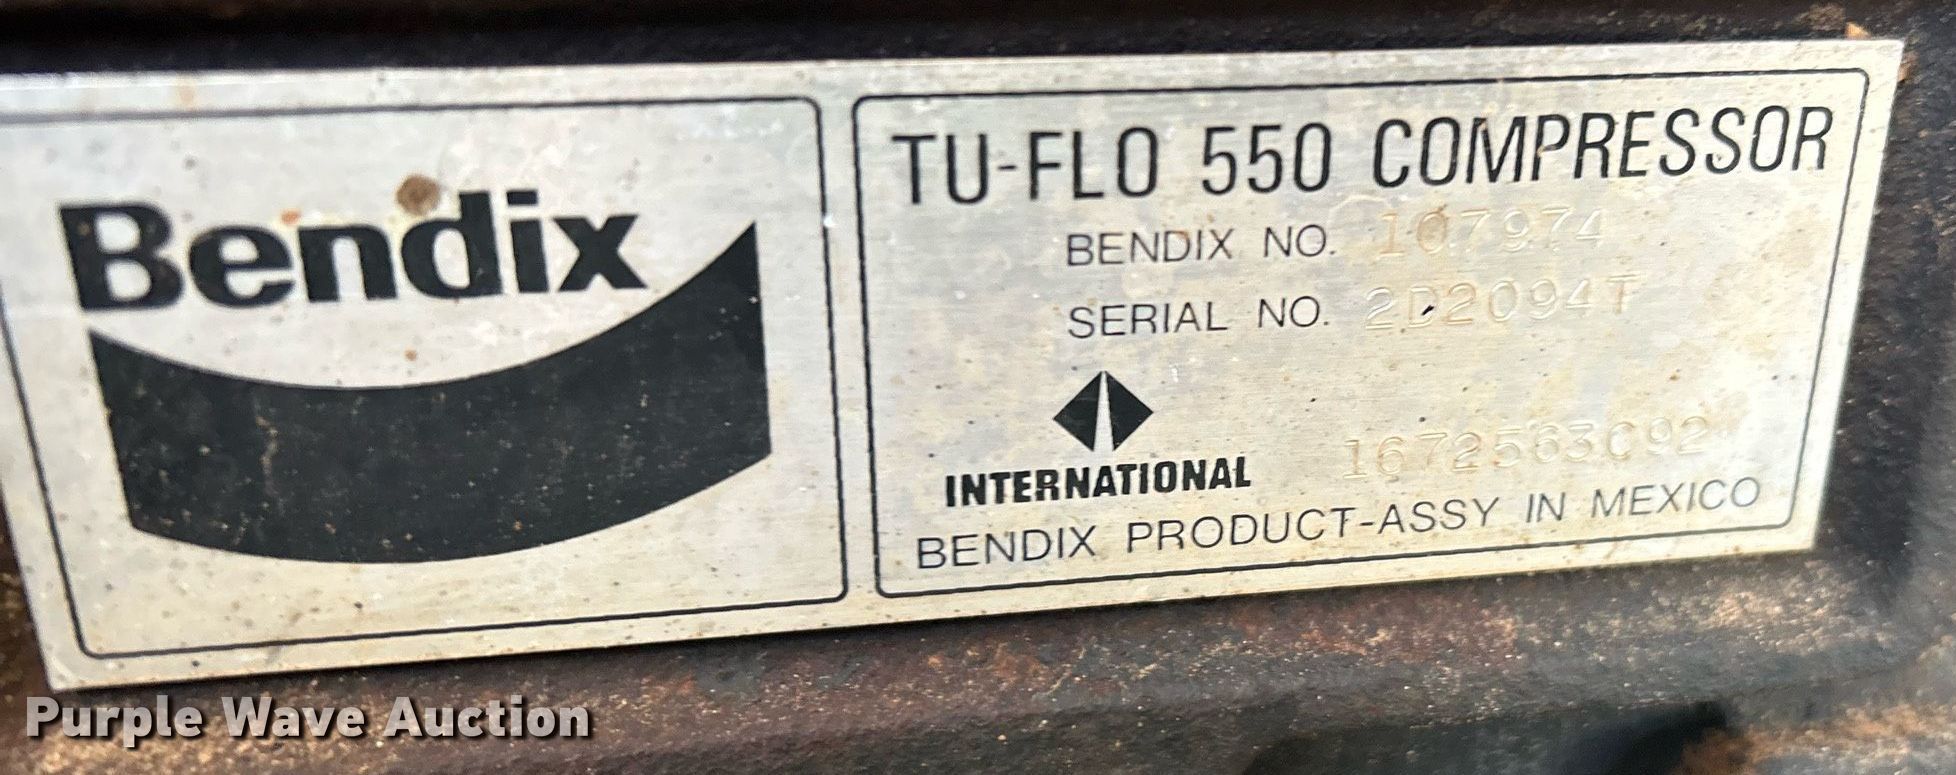 Bendix
TU-FLO 550 COMPRESSOR
BENDIX NO. 107974
SERIAL NO. 2D2094T
INTERNATIONAL 1672563C92
BENDIX PRODUCT-ASSY IN MEXICO
Purple Wave Auction